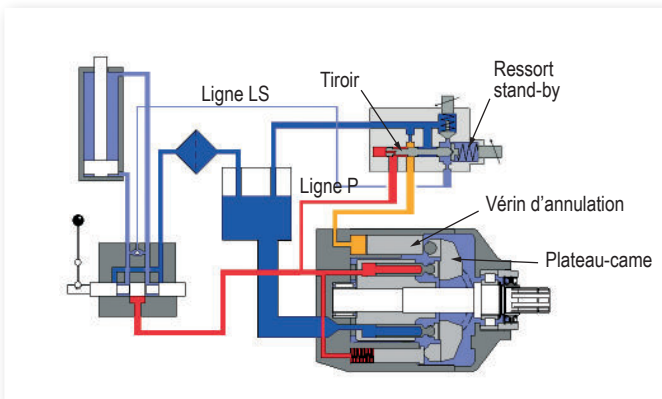 Tiroir
Ressort
stand-by
Ligne LS
Ligne P
Vérin d’annulation
Plateau-came